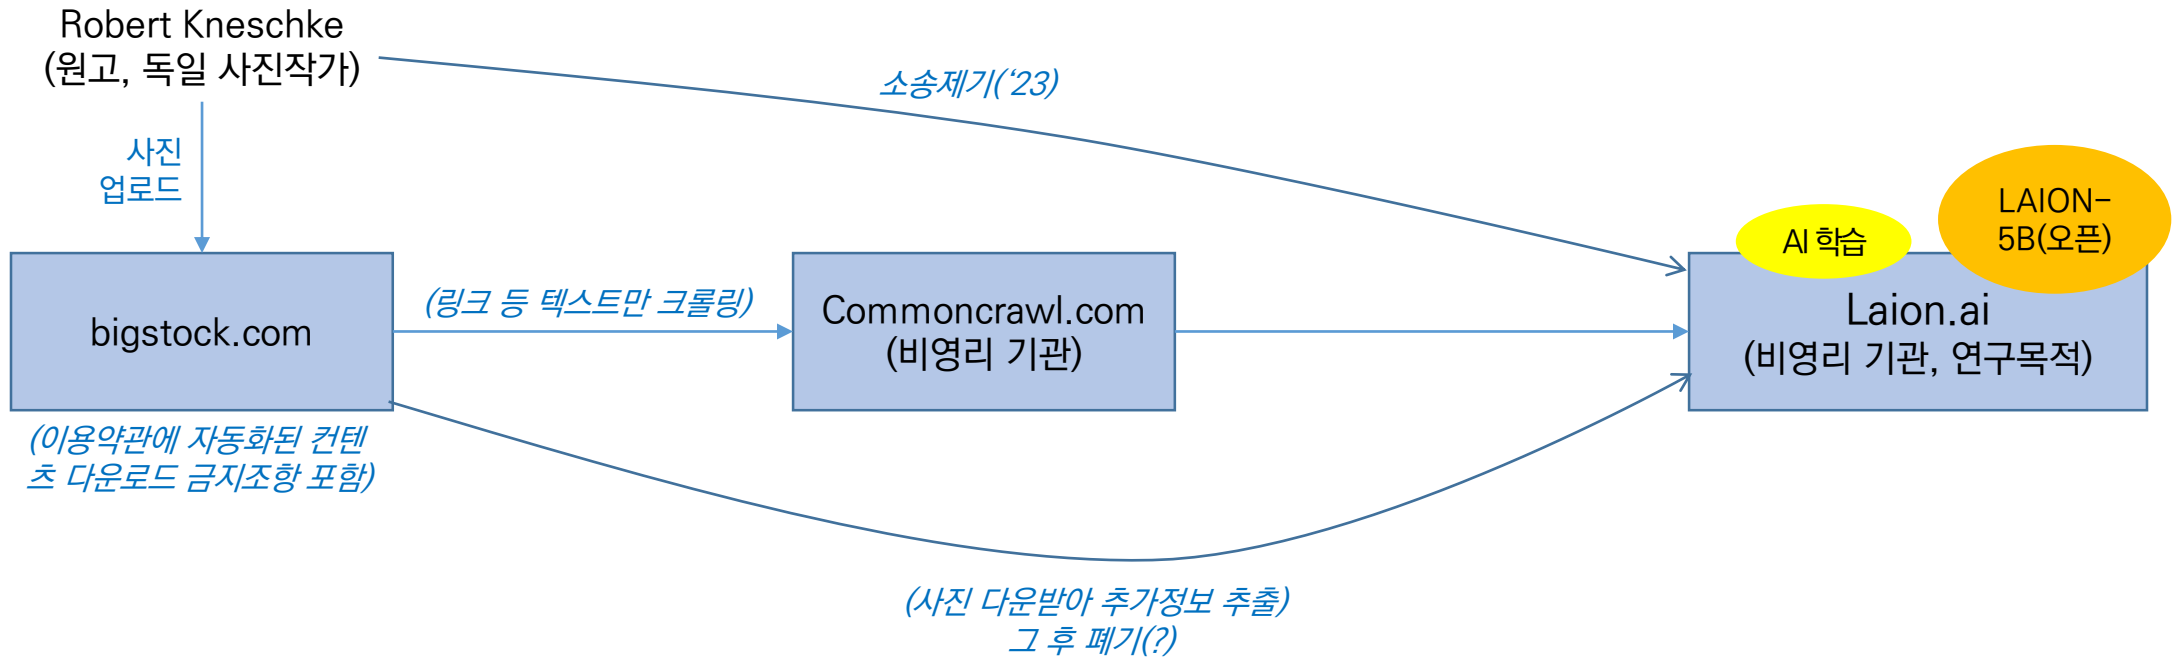 Robert Kneschke
(원고, 독일 사진작가)
소송제기(‘23)
사진
업로드
LAION-
5B(오픈)
AI 학습
bigstock.com
(링크 등 텍스트만 크롤링)
Commoncrawl.com
(비영리 기관)
Laion.ai
(비영리 기관, 연구목적)
(이용약관에 자동화된 컨텐
츠 다운로드 금지조항 포함)
(사진 다운받아 추가정보 추출)
그 후 폐기(?)